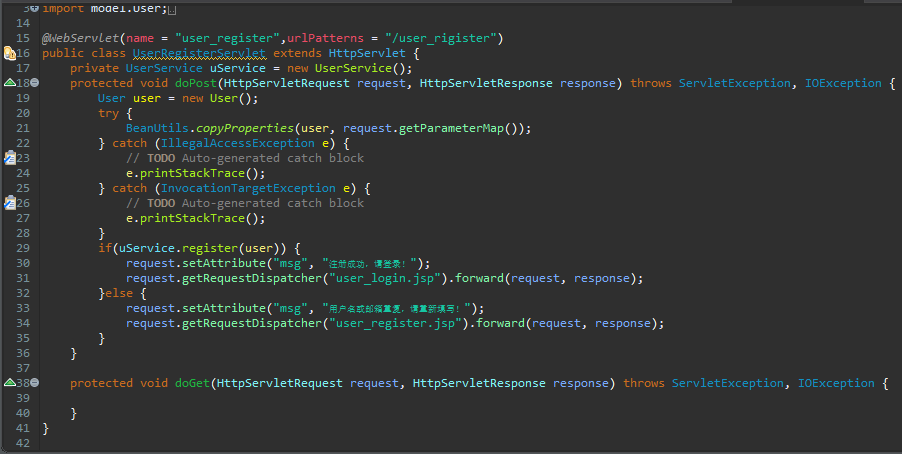 3 import model.User;
14
15 @WebServlet(name = "user_register",urlPatterns = "/user_rigister")
16 public class UserRegisterServlet extends HttpServlet {
17     private UserService uService = new UserService();
18     protected void doPost(HttpServletRequest request, HttpServletResponse response) throws ServletException, IOException {
19         User user = new User();
20         try {
21             BeanUtils.copyProperties(user, request.getParameterMap());
22         } catch (IllegalAccessException e) {
23             // TODO Auto-generated catch block
24             e.printStackTrace();
25         } catch (InvocationTargetException e) {
26             // TODO Auto-generated catch block
27             e.printStackTrace();
28         }
29         if(uService.register(user)) {
30             request.setAttribute("msg", "注册成功，请登录！");
31             request.getRequestDispatcher("user_login.jsp").forward(request, response);
32         }else {
33             request.setAttribute("msg", "用户名或邮箱重复，请重新填写！");
34             request.getRequestDispatcher("user_register.jsp").forward(request, response);
35         }
36     }
37
38     protected void doGet(HttpServletRequest request, HttpServletResponse response) throws ServletException, IOException {
39
40     }
41 }
42